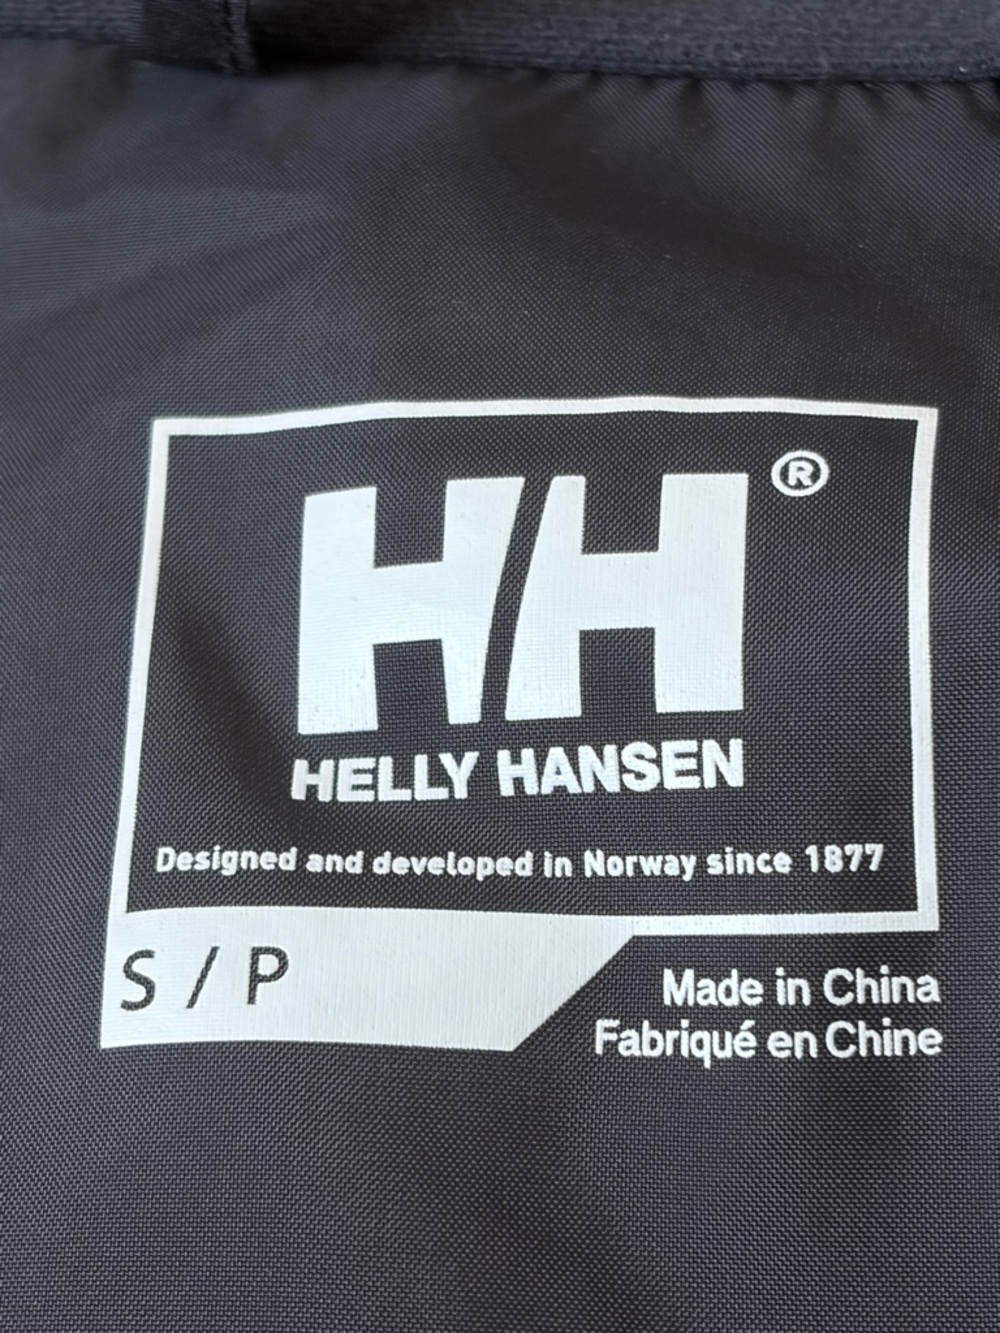 HH®
HELLY HANSEN
Designed and developed in Norway since 1877
S / P
Made in China
Fabriqué en Chine